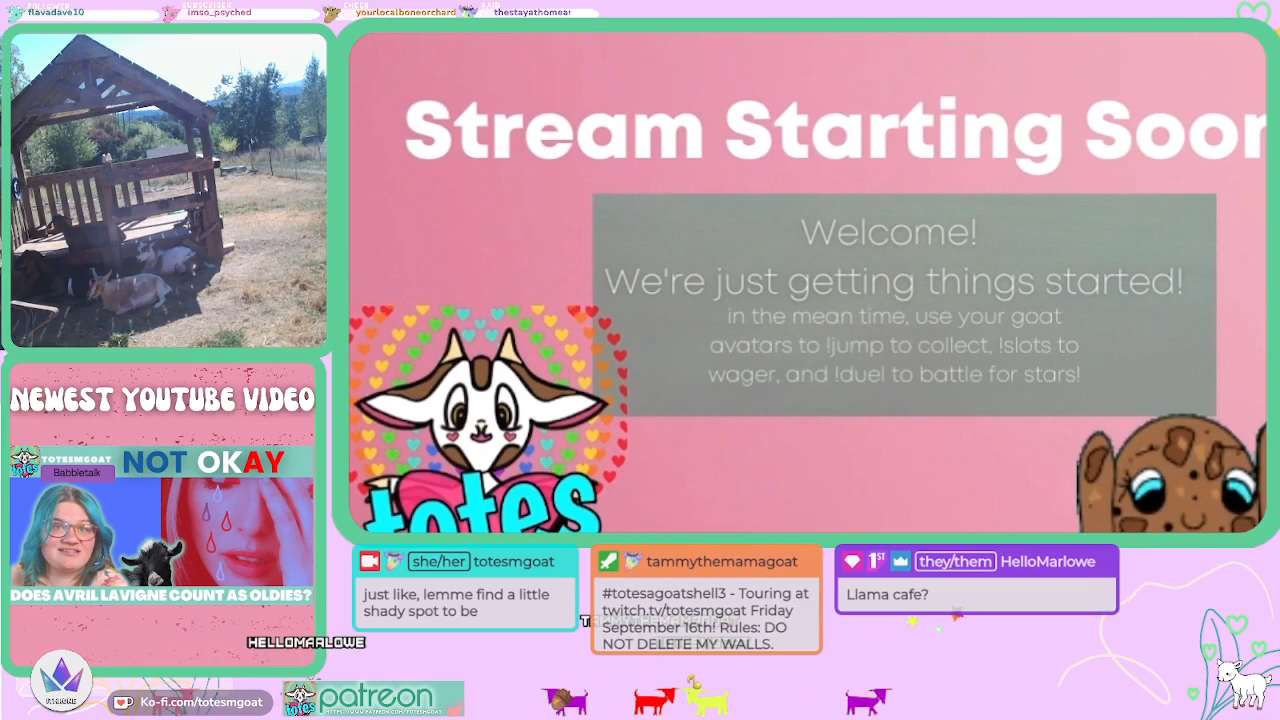 flavadave10
imso_psyched
yourlocalboneorchard
thestayathomeas
Stream Starting Soon
Welcome!
We're just getting things started!
in the mean time, use your goat
avatars to !jump to collect, !slots to
wager, and !duel to battle for stars!
totes
NEWEST YOUTUBE VIDEO
TOTESMGOAT
NOT OKAY
Babbletalk
DOES AVRIL LAVIGNE COUNT AS OLDIES?
she/her totesmgoat
just like, lemme find a little
shady spot to be
tammythemamagoat
#totesagoatshell3 - Touring at
twitch.tv/totesmgoat Friday
September 16th! Rules: DO
NOT DELETE MY WALLS.
1ST they/them HelloMarlowe
Llama cafe?
HELLOMARLOWE
Ko-fi.com/totesmgoat
patreon